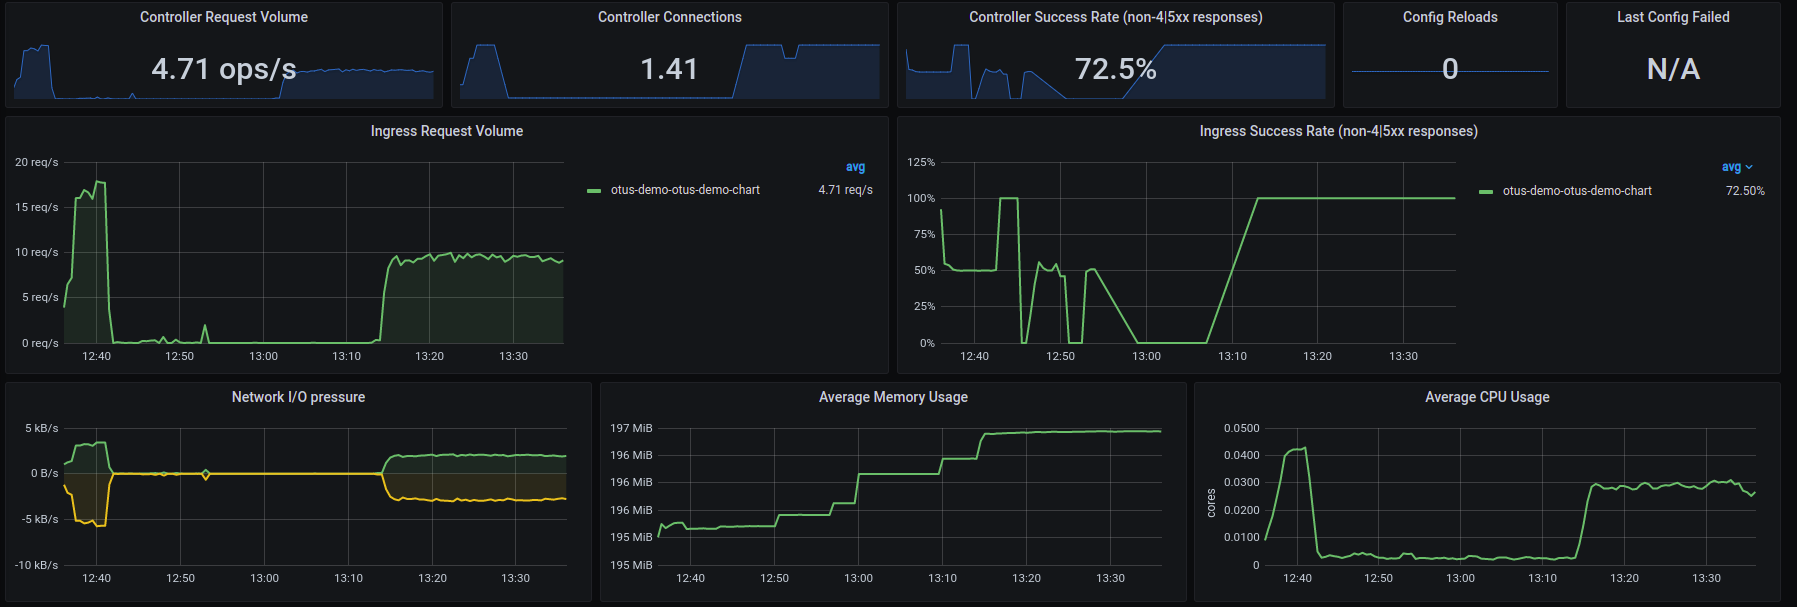 Controller Request Volume
4.71 ops/s
Controller Connections
1.41
Controller Success Rate (non-4|5xx responses)
72.5%
Config Reloads
0
Last Config Failed
N/A
Ingress Request Volume
20 req/s
15 req/s
10 req/s
5 req/s
0 req/s
12:40 12:50 13:00 13:10 13:20 13:30
avg
otus-demo-otus-demo-chart 4.71 req/s
Ingress Success Rate (non-4|5xx responses)
125%
100%
75%
50%
25%
0%
12:40 12:50 13:00 13:10 13:20 13:30
avg
otus-demo-otus-demo-chart 72.50%
Network I/O pressure
5 kB/s
0 B/s
-5 kB/s
-10 kB/s
12:40 12:50 13:00 13:10 13:20 13:30
Average Memory Usage
197 MiB
196 MiB
196 MiB
196 MiB
195 MiB
195 MiB
12:40 12:50 13:00 13:10 13:20 13:30
Average CPU Usage
cores
0.0500
0.0400
0.0300
0.0200
0.0100
0
12:40 12:50 13:00 13:10 13:20 13:30